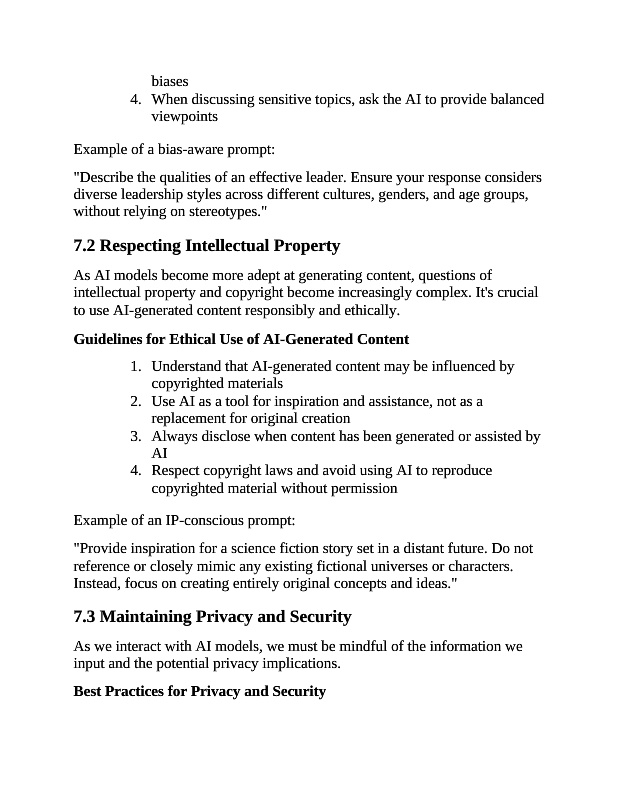 biases
4. When discussing sensitive topics, ask the AI to provide balanced
viewpoints
Example of a bias-aware prompt:
"Describe the qualities of an effective leader. Ensure your response considers
diverse leadership styles across different cultures, genders, and age groups,
without relying on stereotypes."
7.2 Respecting Intellectual Property
As AI models become more adept at generating content, questions of
intellectual property and copyright become increasingly complex. It's crucial
to use AI-generated content responsibly and ethically.
Guidelines for Ethical Use of AI-Generated Content
1. Understand that AI-generated content may be influenced by
copyrighted materials
2. Use AI as a tool for inspiration and assistance, not as a
replacement for original creation
3. Always disclose when content has been generated or assisted by
AI
4. Respect copyright laws and avoid using AI to reproduce
copyrighted material without permission
Example of an IP-conscious prompt:
"Provide inspiration for a science fiction story set in a distant future. Do not
reference or closely mimic any existing fictional universes or characters.
Instead, focus on creating entirely original concepts and ideas."
7.3 Maintaining Privacy and Security
As we interact with AI models, we must be mindful of the information we
input and the potential privacy implications.
Best Practices for Privacy and Security